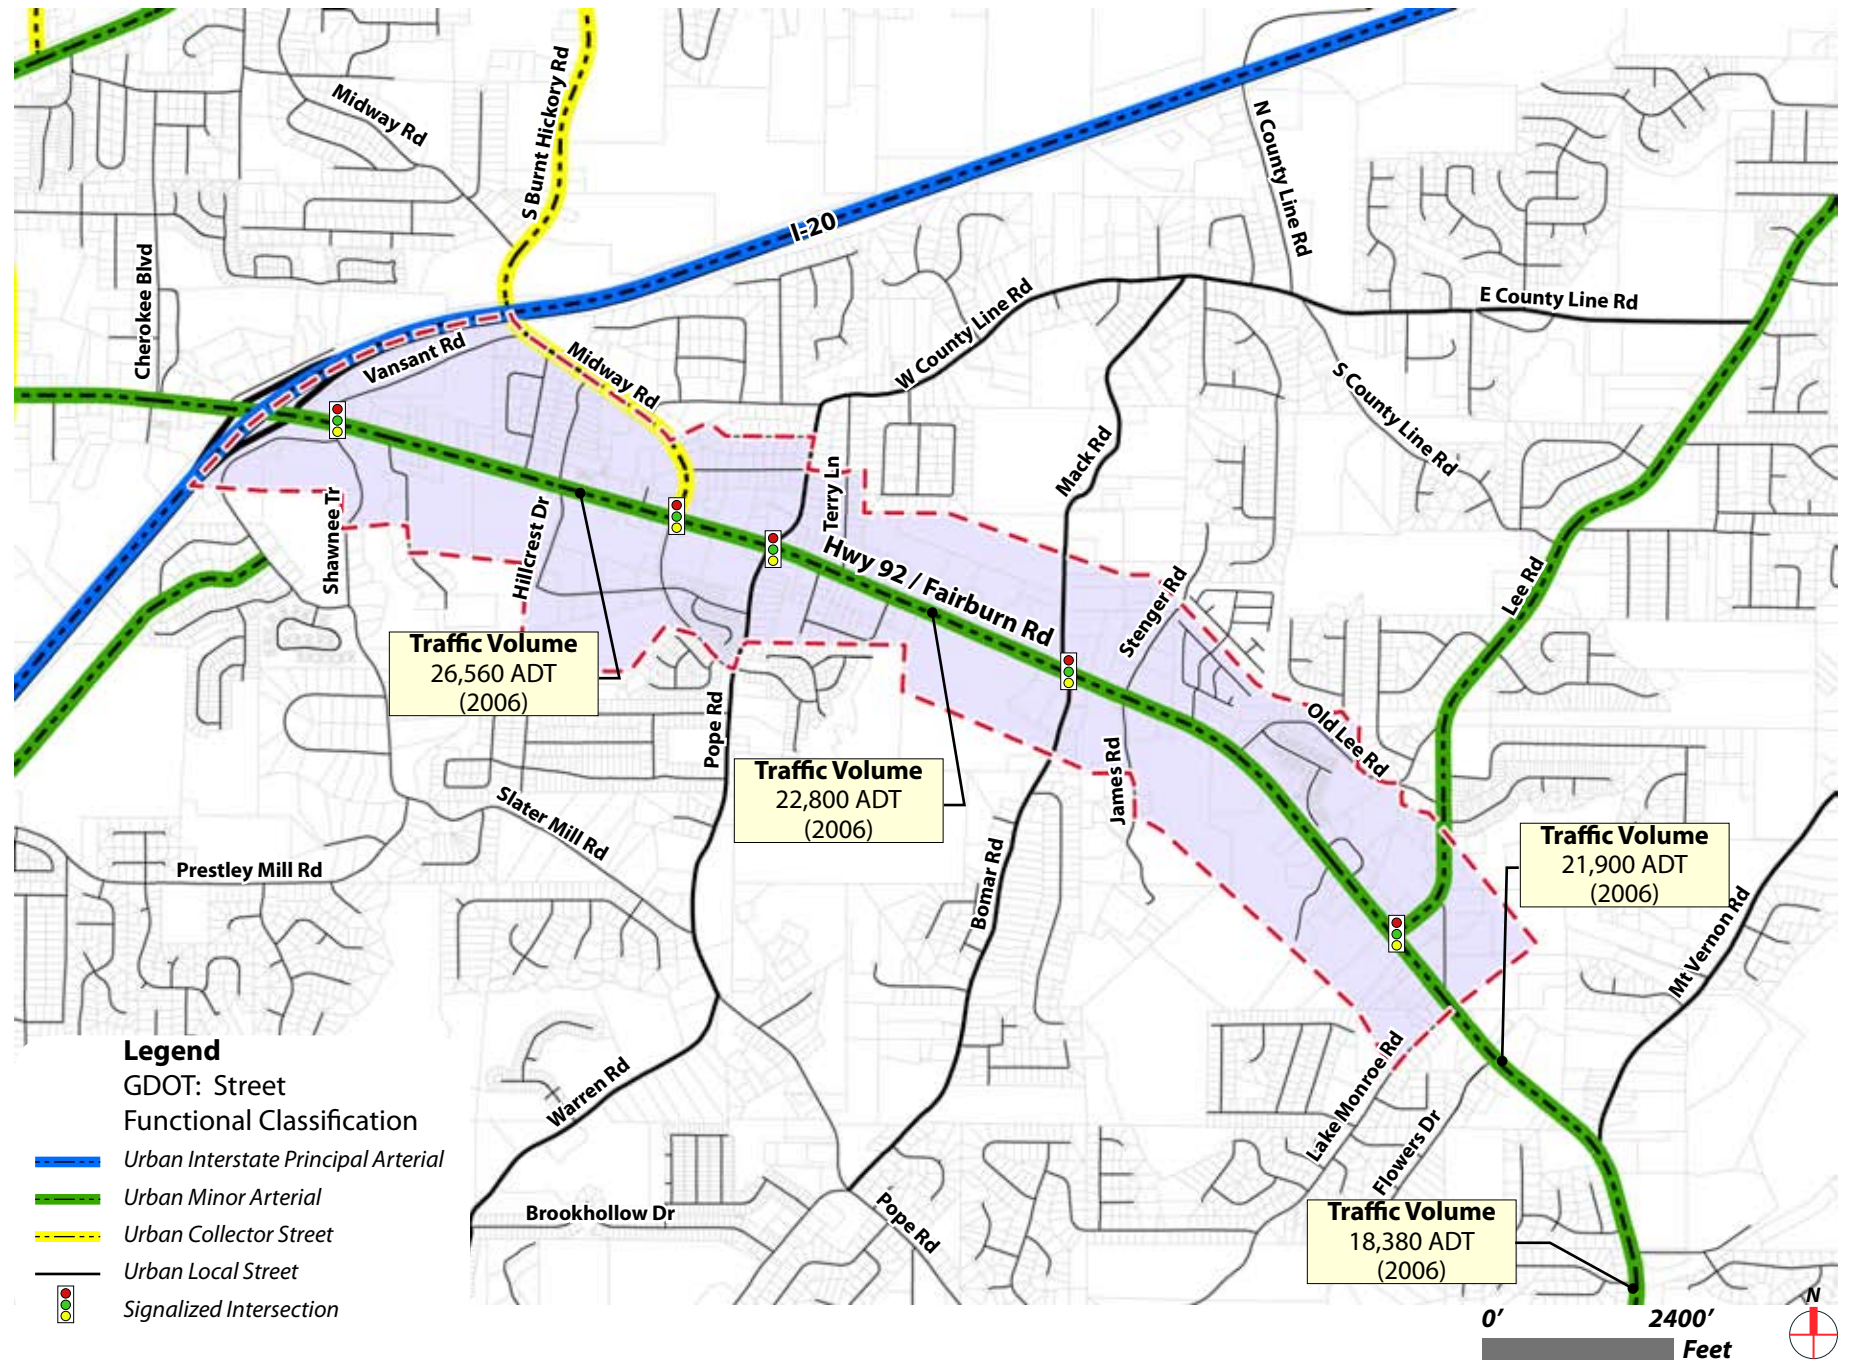 Midway Rd
S Burnt Hickory Rd
N County Line Rd
I-20
Cherokee Blvd
Vansant Rd
Midway Rd
W County Line Rd
E County Line Rd
S County Line Rd
Mack Rd
Terry Ln
Shawnee Tr
Hillcrest Dr
Hwy 92 / Fairburn Rd
Stenger Rd
Lee Rd
Traffic Volume
26,560 ADT
(2006)
Pope Rd
Old Lee Rd
James Rd
Traffic Volume
22,800 ADT
(2006)
Slater Mill Rd
Prestley Mill Rd
Bomar Rd
Traffic Volume
21,900 ADT
(2006)
Mt Vernon Rd
Warren Rd
Lake Monroe Rd
Flowers Dr
Brookhollow Dr
Pope Rd
Traffic Volume
18,380 ADT
(2006)
Legend
GDOT: Street
Functional Classification
Urban Interstate Principal Arterial
Urban Minor Arterial
Urban Collector Street
Urban Local Street
Signalized Intersection
0’ 2400’
Feet
N